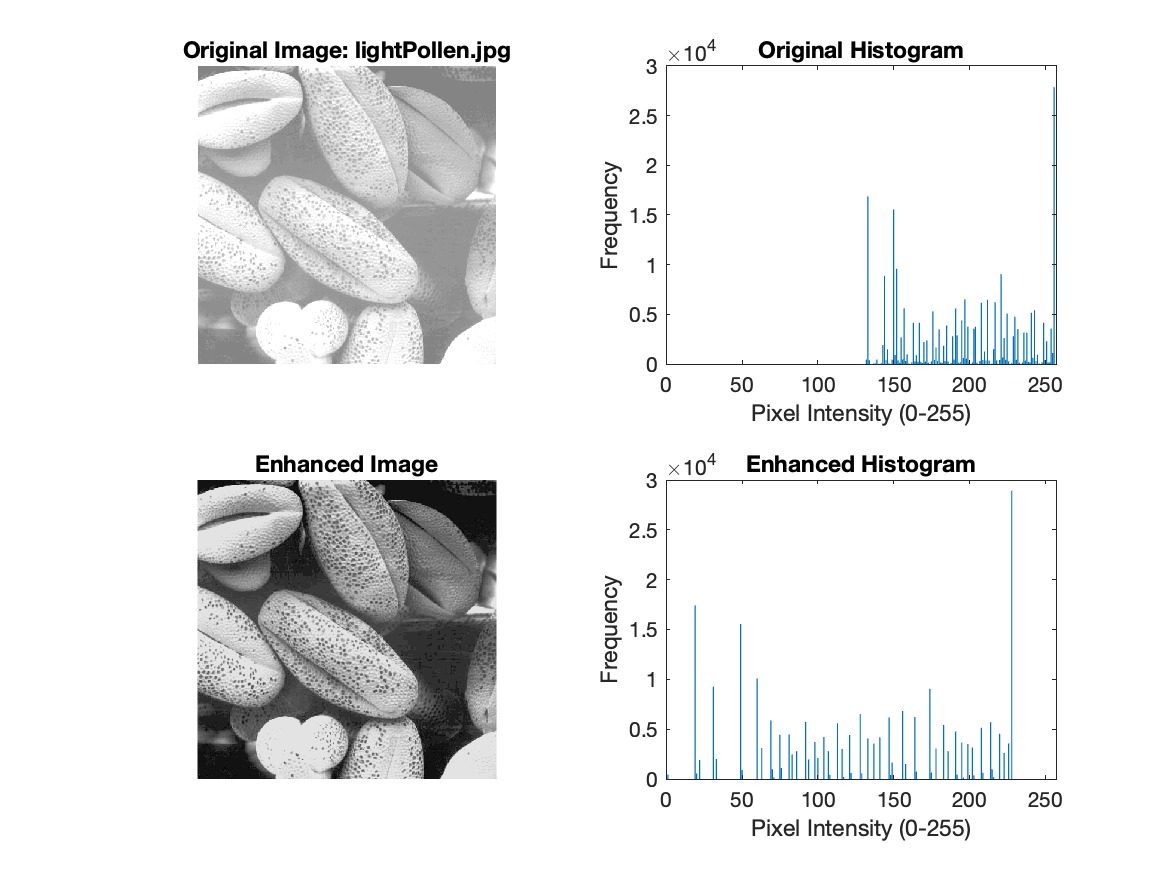 Original Image: lightPollen.jpg
Original Histogram
×10^4
3
2.5
2
1.5
1
0.5
0
Frequency
0 50 100 150 200 250
Pixel Intensity (0-255)
Enhanced Image
Enhanced Histogram
×10^4
3
2.5
2
1.5
1
0.5
0
Frequency
0 50 100 150 200 250
Pixel Intensity (0-255)